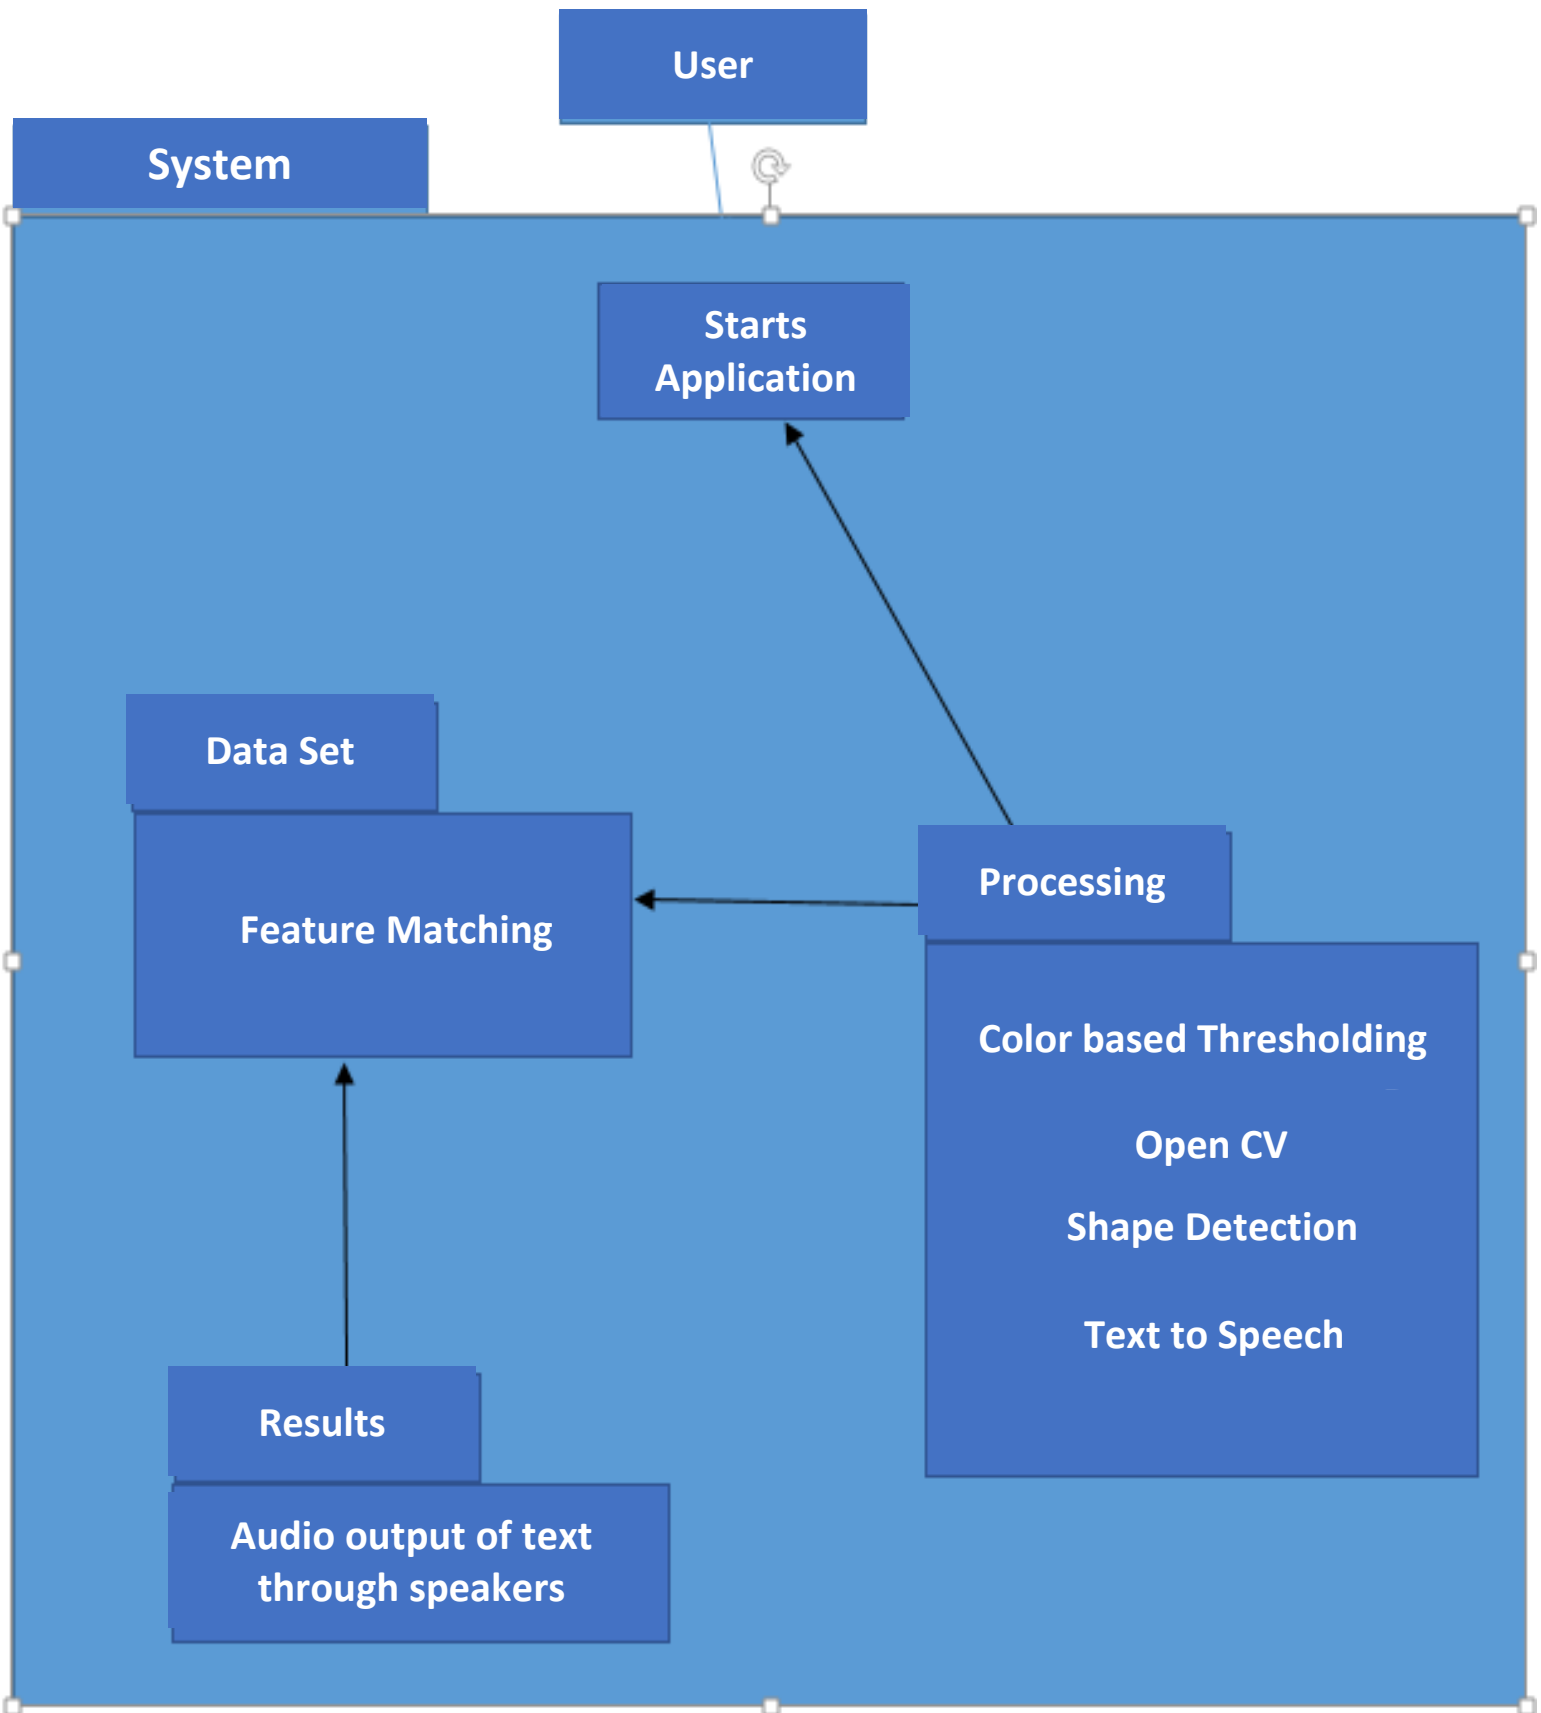 User
System
Starts
Application
Data Set
Feature Matching
Processing
Color based Thresholding
Open CV
Shape Detection
Text to Speech
Results
Audio output of text
through speakers